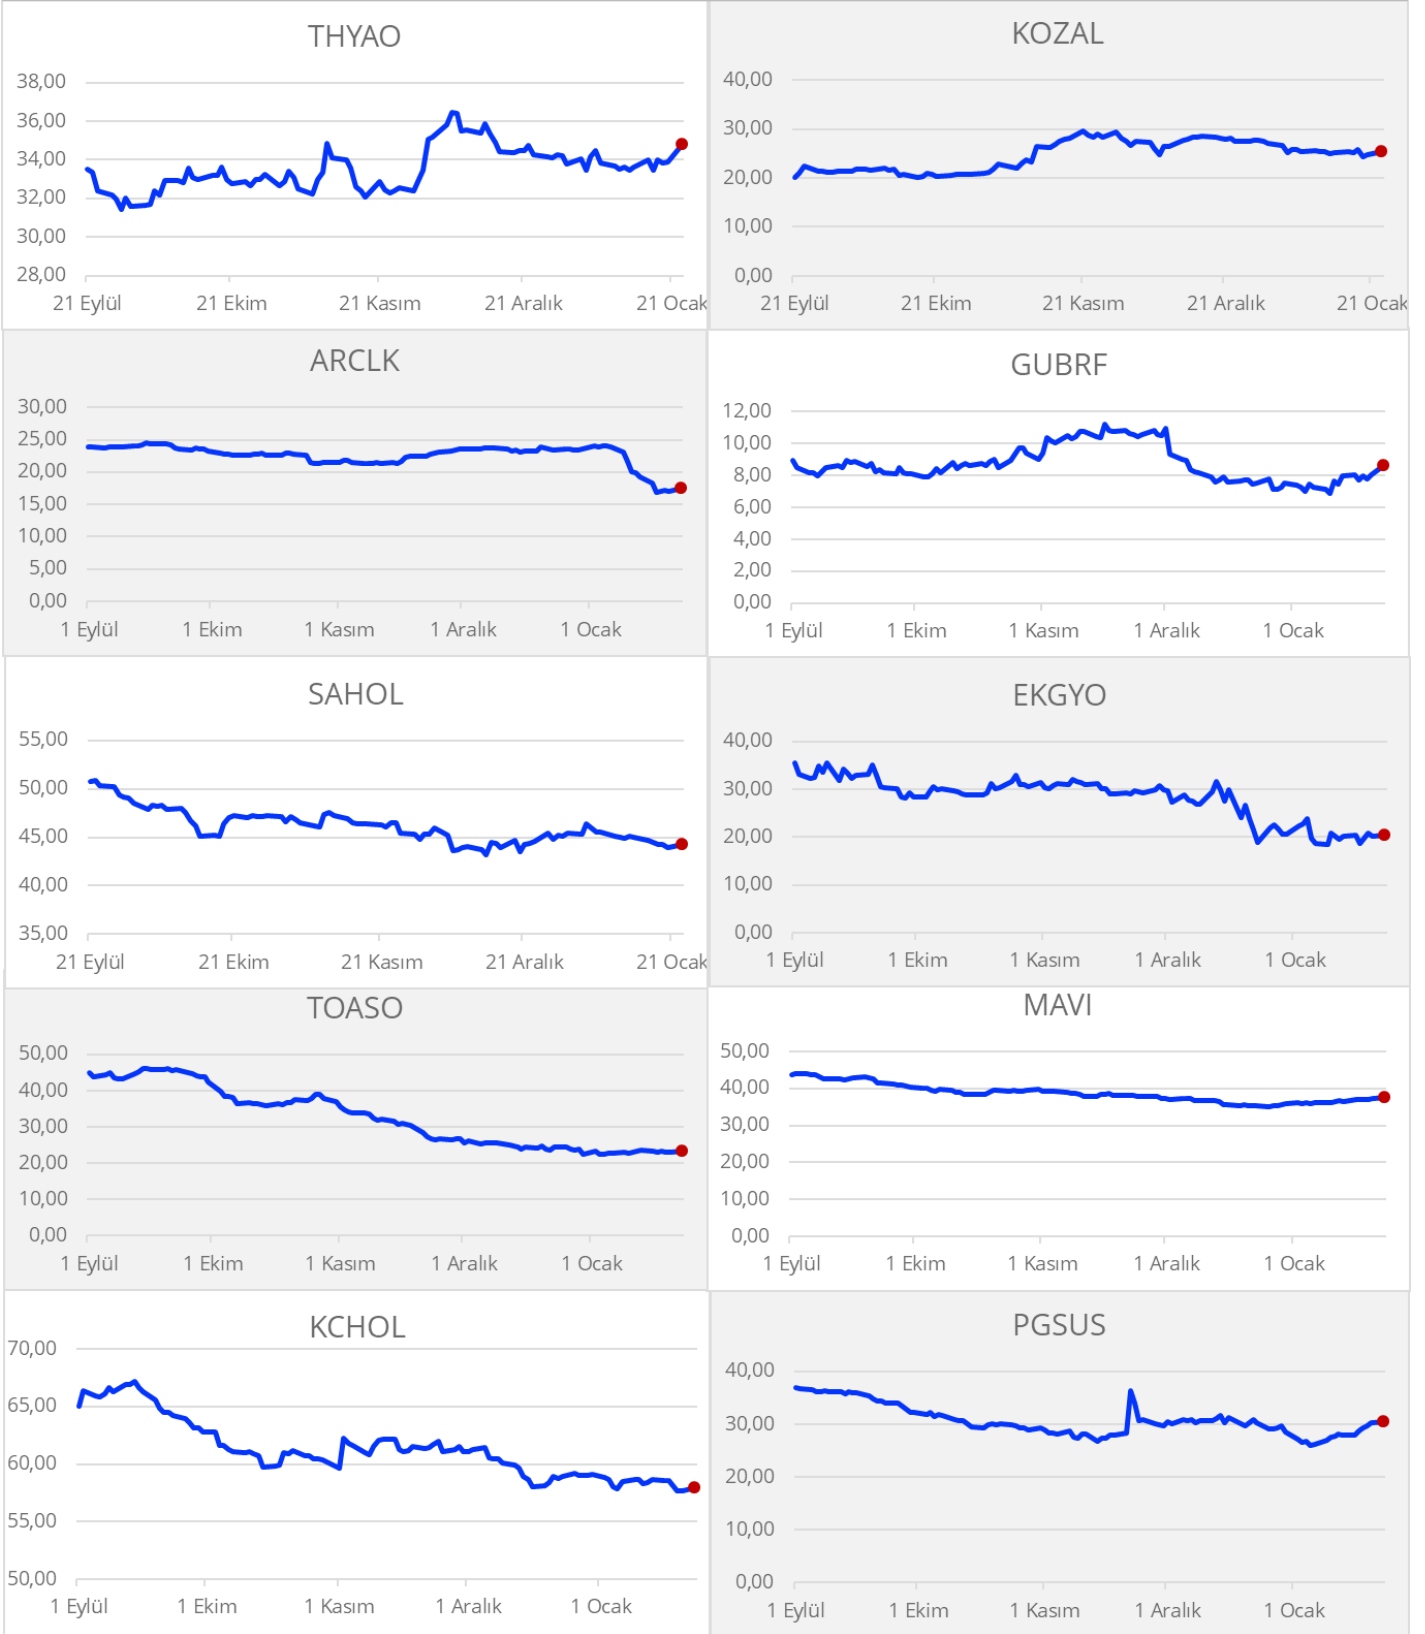 THYAO
38,00
36,00
34,00
32,00
30,00
28,00
21 Eylül 21 Ekim 21 Kasım 21 Aralık 21 Ocak
KOZAL
40,00
30,00
20,00
10,00
0,00
21 Eylül 21 Ekim 21 Kasım 21 Aralık 21 Ocak
ARCLK
30,00
25,00
20,00
15,00
10,00
5,00
0,00
1 Eylül 1 Ekim 1 Kasım 1 Aralık 1 Ocak
GUBRF
12,00
10,00
8,00
6,00
4,00
2,00
0,00
1 Eylül 1 Ekim 1 Kasım 1 Aralık 1 Ocak
SAHOL
55,00
50,00
45,00
40,00
35,00
21 Eylül 21 Ekim 21 Kasım 21 Aralık 21 Ocak
EKGYO
40,00
30,00
20,00
10,00
0,00
1 Eylül 1 Ekim 1 Kasım 1 Aralık 1 Ocak
TOASO
50,00
40,00
30,00
20,00
10,00
0,00
1 Eylül 1 Ekim 1 Kasım 1 Aralık 1 Ocak
MAVI
50,00
40,00
30,00
20,00
10,00
0,00
1 Eylül 1 Ekim 1 Kasım 1 Aralık 1 Ocak
KCHOL
70,00
65,00
60,00
55,00
50,00
1 Eylül 1 Ekim 1 Kasım 1 Aralık 1 Ocak
PGSUS
40,00
30,00
20,00
10,00
0,00
1 Eylül 1 Ekim 1 Kasım 1 Aralık 1 Ocak